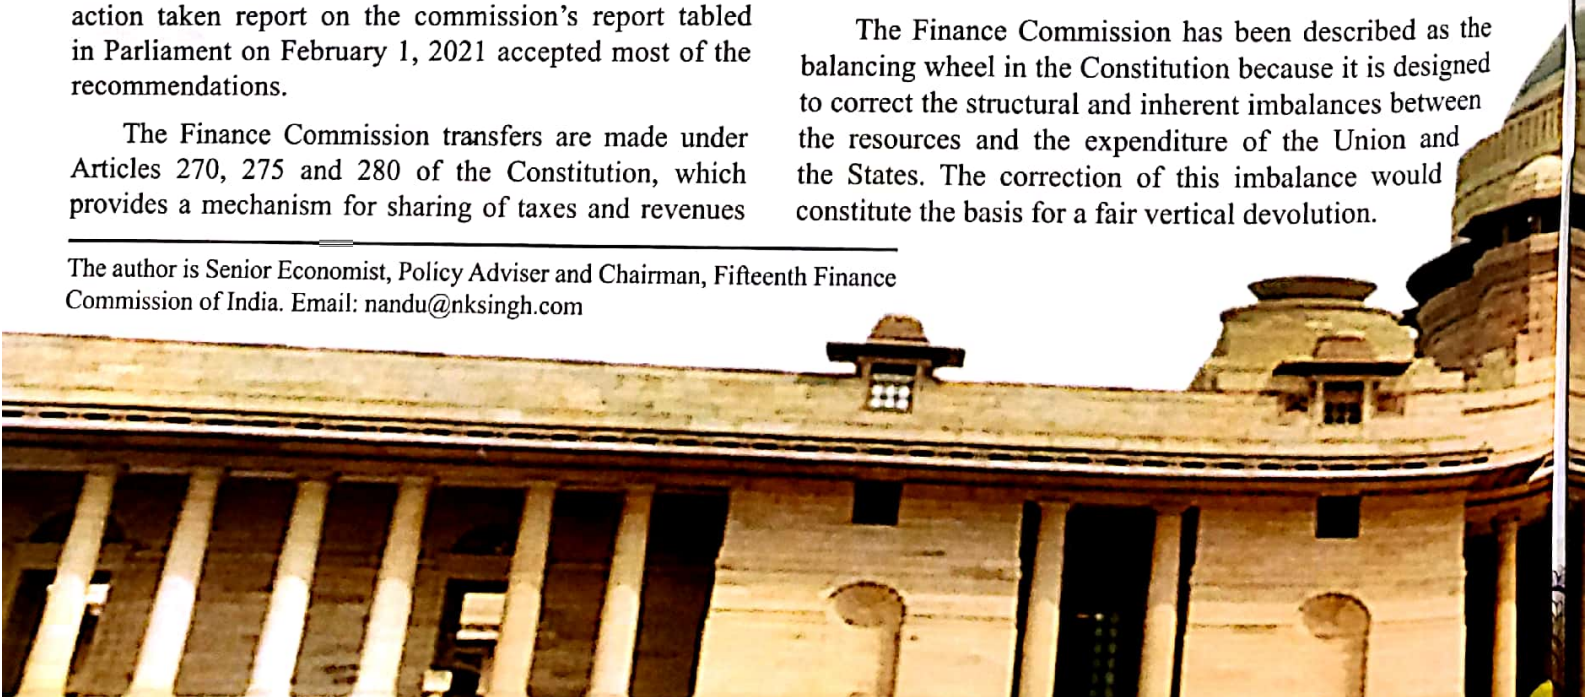 action taken report on the commission's report tabled
in Parliament on February 1, 2021 accepted most of the
recommendations.
The Finance Commission transfers are made under
Articles 270, 275 and 280 of the Constitution, which
provides a mechanism for sharing of taxes and revenues
The Finance Commission has been described as the
balancing wheel in the Constitution because it is designed
to correct the structural and inherent imbalances between
the resources and the expenditure of the Union and
the States. The correction of this imbalance would
constitute the basis for a fair vertical devolution.
The author is Senior Economist, Policy Adviser and Chairman, Fifteenth Finance
Commission of India. Email: nandu@nksingh.com